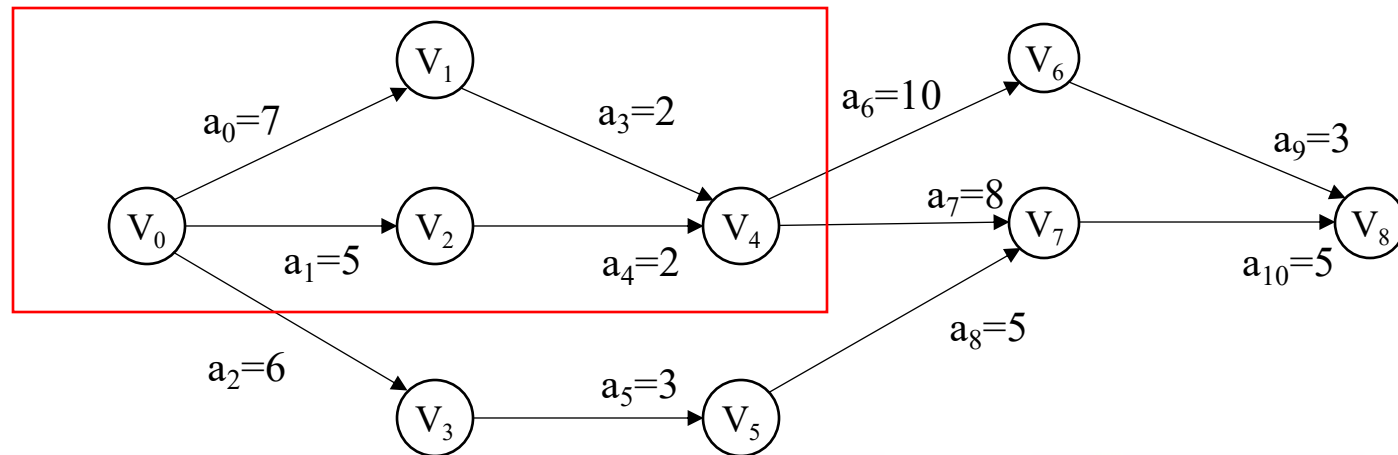 V₁
V₆
a₆=10
a₀=7
a₃=2
a₉=3
a₇=8
V₀
V₂
V₄
V₇
V₈
a₁=5
a₄=2
a₁₀=5
a₈=5
a₂=6
a₅=3
V₃
V₅